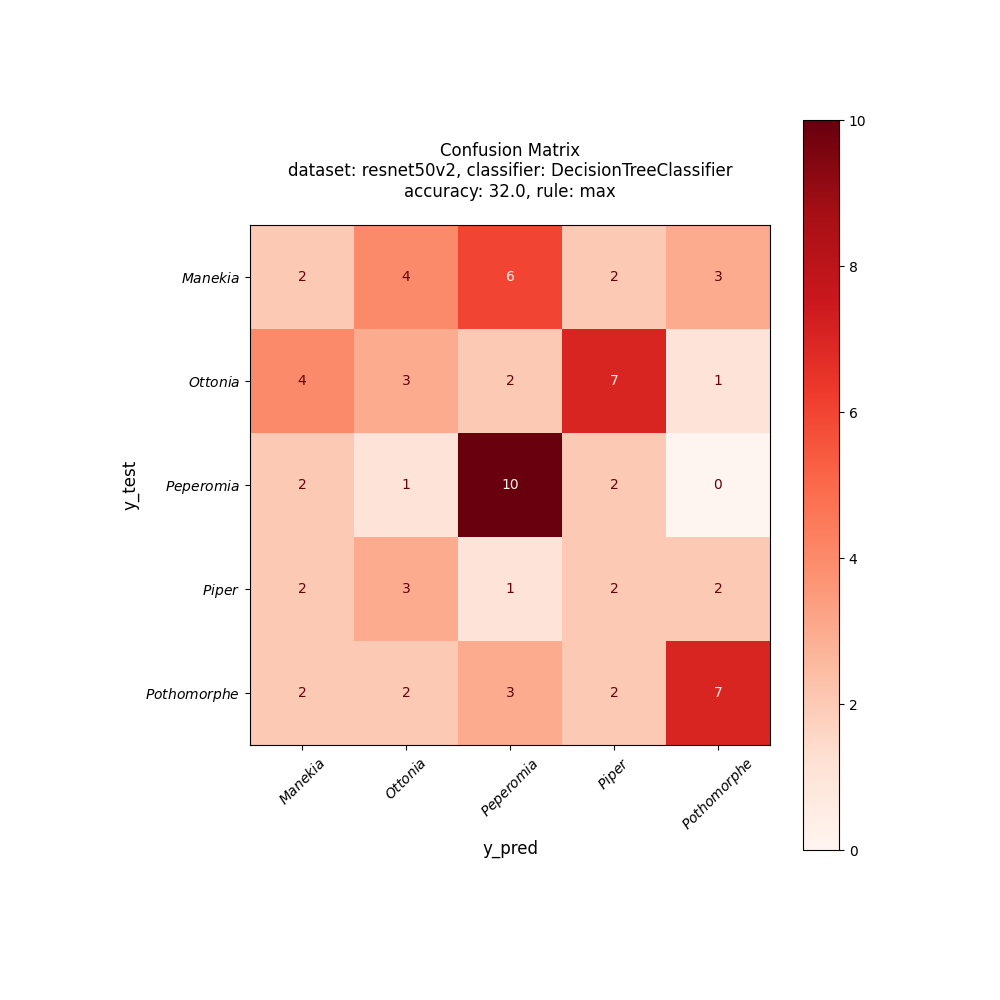 Confusion Matrix
dataset: resnet50v2, classifier: DecisionTreeClassifier
accuracy: 32.0, rule: max
10
8
6
4
2
0
y_test
Manekia 2 4 6 2 3
Ottonia 4 3 2 7 1
Peperomia 2 1 10 2 0
Piper 2 3 1 2 2
Pothomorphe 2 2 3 2 7
Manekia Ottonia Peperomia Piper Pothomorphe
y_pred